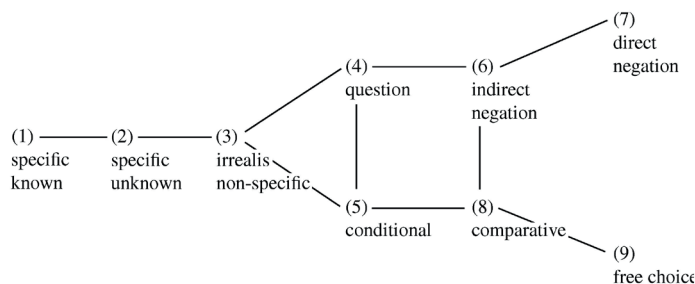 (7)
direct
negation
(4)
question
(6)
indirect
negation
(1)
specific
known
(2)
specific
unknown
(3)
irrealis
non-specific
(5)
conditional
(8)
comparative
(9)
free choice